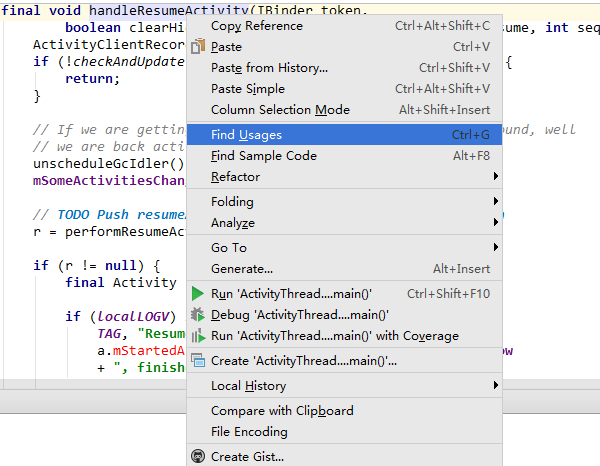 final void handleResumeActivity(IBinder token,
boolean clearHi
ume, int seq
ActivityClientRecor
if (!checkAndUpdate
{
return;
}
// If we are gettin
ound, well
// we are back acti
unscheduleGcIdler()
mSomeActivitiesChan
// TODO Push resume
r = performResumeAc
if (r != null) {
final Activity
if (localLOGV)
TAG, "Resum
a.mStartedA
ow
+ ", finish
Copy Reference Ctrl+Alt+Shift+C
Paste Ctrl+V
Paste from History... Ctrl+Shift+V
Paste Simple Ctrl+Alt+Shift+V
Column Selection Mode Alt+Shift+Insert
Find Usages Ctrl+G
Find Sample Code Alt+F8
Refactor
Folding
Analyze
Go To
Generate... Alt+Insert
Run 'ActivityThread....main()' Ctrl+Shift+F10
Debug 'ActivityThread....main()'
Run 'ActivityThread....main()' with Coverage
Create 'ActivityThread....main()'...
Local History
Compare with Clipboard
File Encoding
Create Gist...